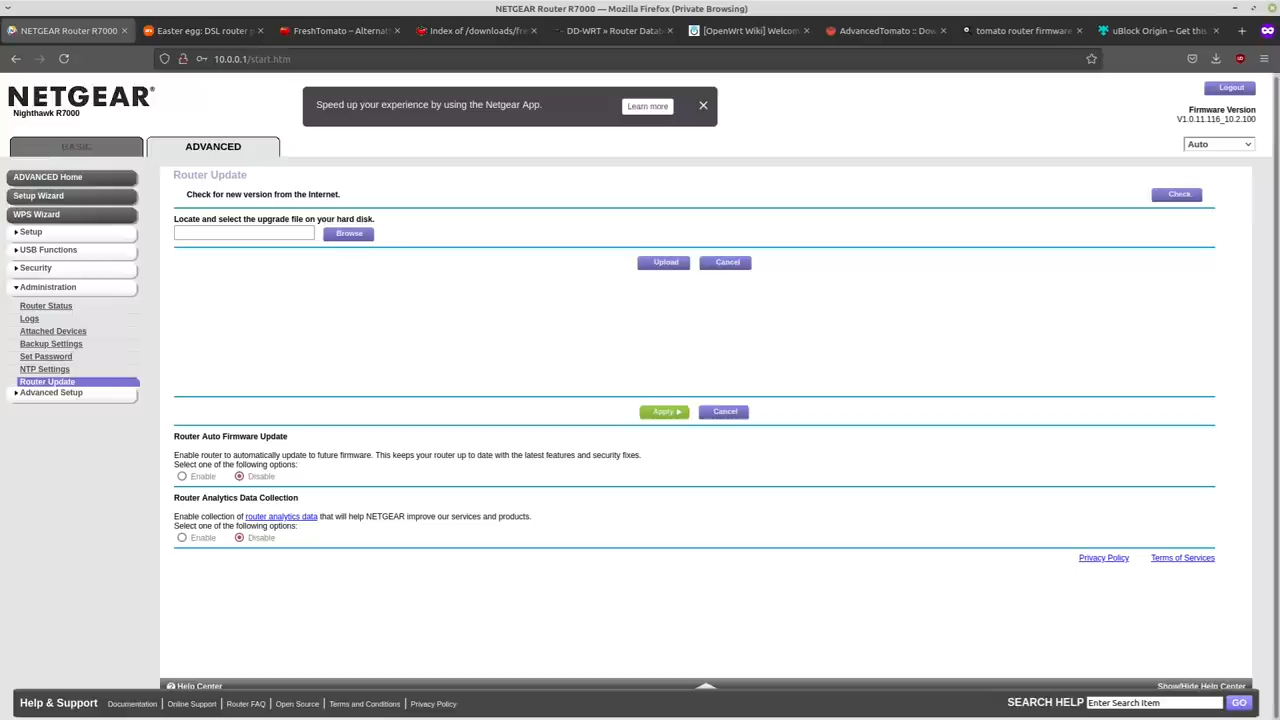 NETGEAR Router R7000 — Mozilla Firefox (Private Browsing)
NETGEAR Router R7000
Easter egg: DSL router p
FreshTomato – Alternat
Index of /downloads/fre
DD-WRT » Router Datab
[OpenWrt Wiki] Welcom
AdvancedTomato :: Dow
tomato router firmware
uBlock Origin – Get this
10.0.0.1/start.htm
NETGEAR®
Nighthawk R7000
Speed up your experience by using the Netgear App.
Learn more
Logout
Firmware Version
V1.0.11.116_10.2.100
BASIC
ADVANCED
Auto
ADVANCED Home
Setup Wizard
WPS Wizard
Setup
USB Functions
Security
Administration
Router Status
Logs
Attached Devices
Backup Settings
Set Password
NTP Settings
Router Update
Advanced Setup
Router Update
Check for new version from the Internet.
Check
Locate and select the upgrade file on your hard disk.
Browse
Upload
Cancel
Apply
Cancel
Router Auto Firmware Update
Enable router to automatically update to future firmware. This keeps your router up to date with the latest features and security fixes.
Select one of the following options:
Enable
Disable
Router Analytics Data Collection
Enable collection of router analytics data that will help NETGEAR improve our services and products.
Select one of the following options:
Enable
Disable
Privacy Policy
Terms of Services
Help Center
Show/Hide Help Center
Help & Support
Documentation | Online Support | Router FAQ | Open Source | Terms and Conditions | Privacy Policy
SEARCH HELP
Enter Search Item
GO